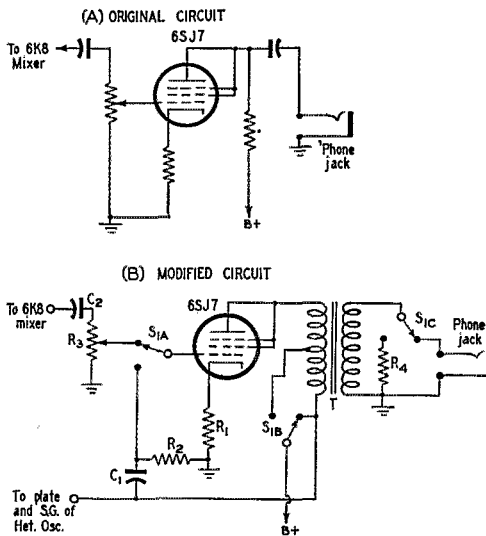 (A) ORIGINAL CIRCUIT
6SJ7
To 6K8
Mixer
'Phone
jack
B+
(B) MODIFIED CIRCUIT
C2
6SJ7
To 6K8
mixer
R3
S1A
S1C
Phone
jack
R4
R1
S1B
T
R2
C1
To plate
and S.G. of
Het. Osc.
B+